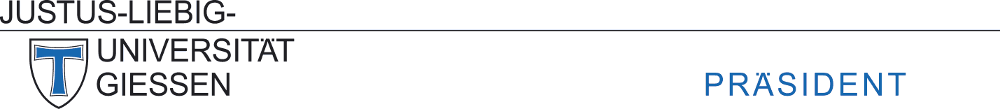 JUSTUS-LIEBIG-
UNIVERSITÄT
GIESSEN
PRÄSIDENT